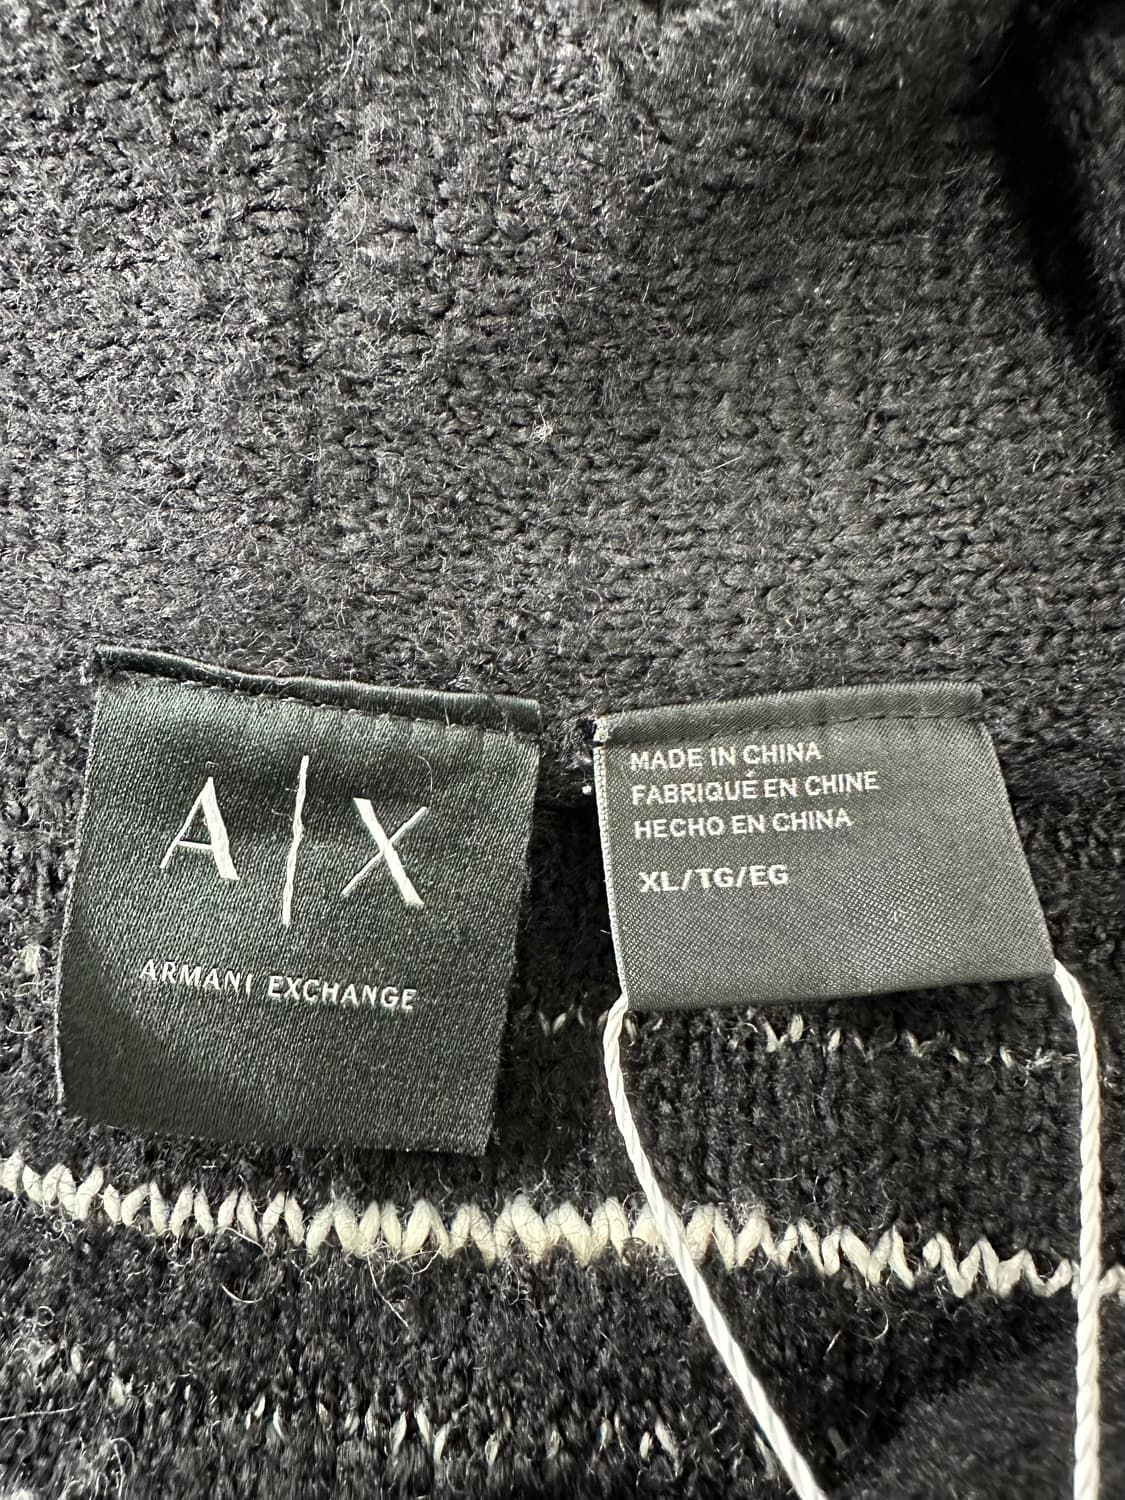 A|X
ARMANI EXCHANGE
MADE IN CHINA
FABRIQUÉ EN CHINE
HECHO EN CHINA
XL/TG/EG